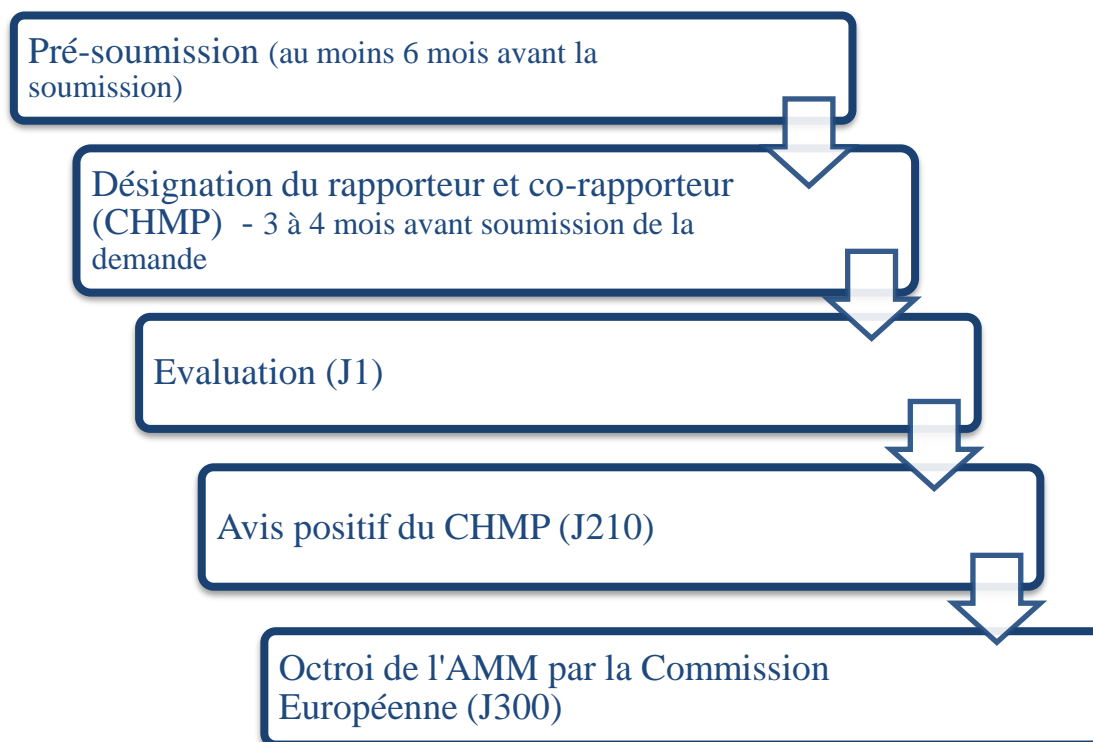 Pré-soumission (au moins 6 mois avant la
soumission)
Désignation du rapporteur et co-rapporteur
(CHMP) - 3 à 4 mois avant soumission de la
demande
Evaluation (J1)
Avis positif du CHMP (J210)
Octroi de l'AMM par la Commission
Européenne (J300)